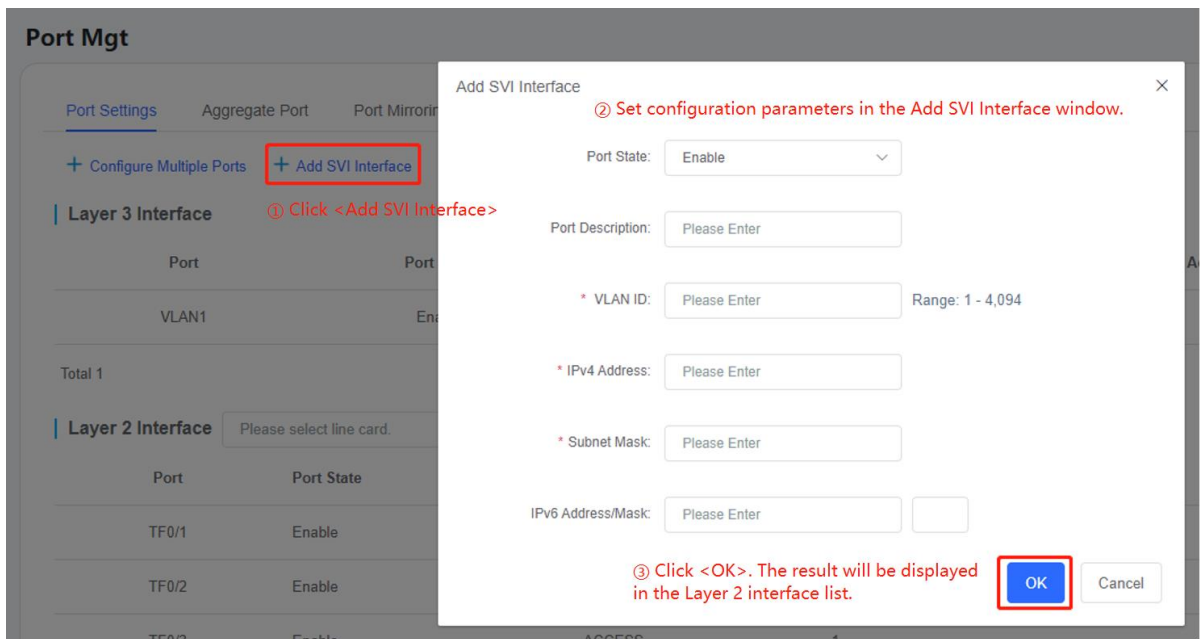 Port Mgt
Add SVI Interface
② Set configuration parameters in the Add SVI Interface window.
Port Settings Aggregate Port Port Mirrorin
Port State: Enable
+ Configure Multiple Ports + Add SVI Interface
① Click <Add SVI Interface>
Layer 3 Interface
Port Description: Please Enter
Port Port
* VLAN ID: Please Enter Range: 1 - 4,094
VLAN1 Ena
* IPv4 Address: Please Enter
Total 1
Layer 2 Interface Please select line card.
* Subnet Mask: Please Enter
Port Port State
IPv6 Address/Mask: Please Enter
TF0/1 Enable
③ Click <OK>. The result will be displayed
in the Layer 2 interface list.
OK Cancel
TF0/2 Enable